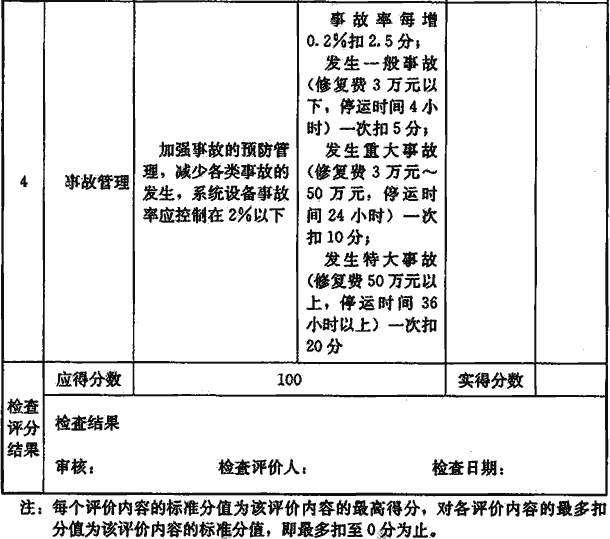 4
事故管理
加强事故的预防管
理，减少各类事故的
发生，系统设备事故
率应控制在2%以下
事故率每增
0.2%扣2.5分；
发生一般事故
（修复费3万元以
下，停运时间4小
时）一次扣5分；
发生重大事故
（修复费3万元～
50万元，停运时
间24小时）一次
扣10分；
发生特大事故
（修复费50万元以
上，停运时间36
小时以上）一次扣
20分
检查
评分
结果
应得分数
100
实得分数
检查结果
审核：
检查评价人：
检查日期：
注：每个评价内容的标准分值为该评价内容的最高得分，对各评价内容的最多扣
分值为该评价内容的标准分值，即最多扣至0分为止。